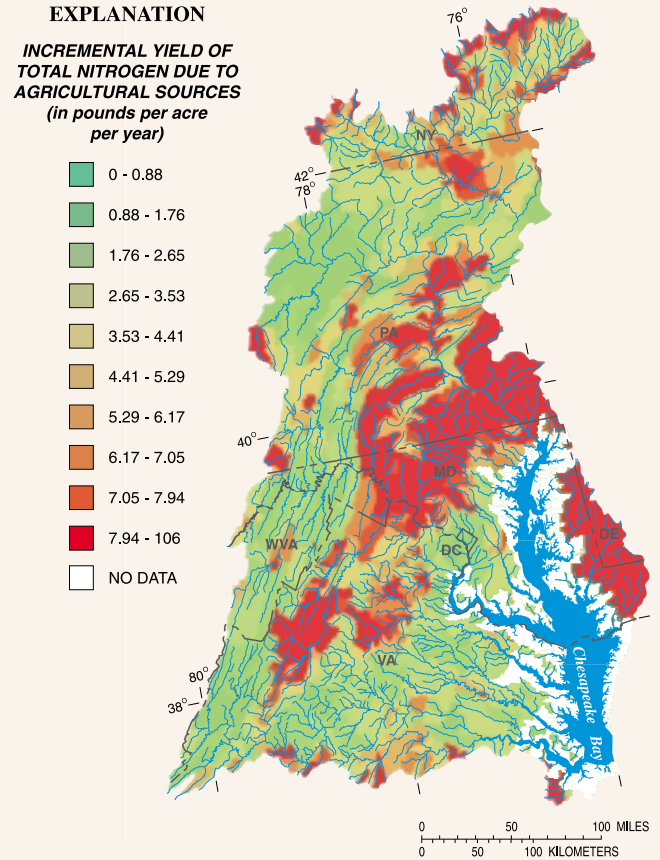 EXPLANATION
INCREMENTAL YIELD OF
TOTAL NITROGEN DUE TO
AGRICULTURAL SOURCES
(in pounds per acre
per year)
0 - 0.88
0.88 - 1.76
1.76 - 2.65
2.65 - 3.53
3.53 - 4.41
4.41 - 5.29
5.29 - 6.17
6.17 - 7.05
7.05 - 7.94
7.94 - 106
NO DATA
76°
NY
42°
78°
PA
40°
MD
DE
WVA
DC
VA
80°
38°
Chesapeake Bay
0 50 100 MILES
0 50 100 KILOMETERS